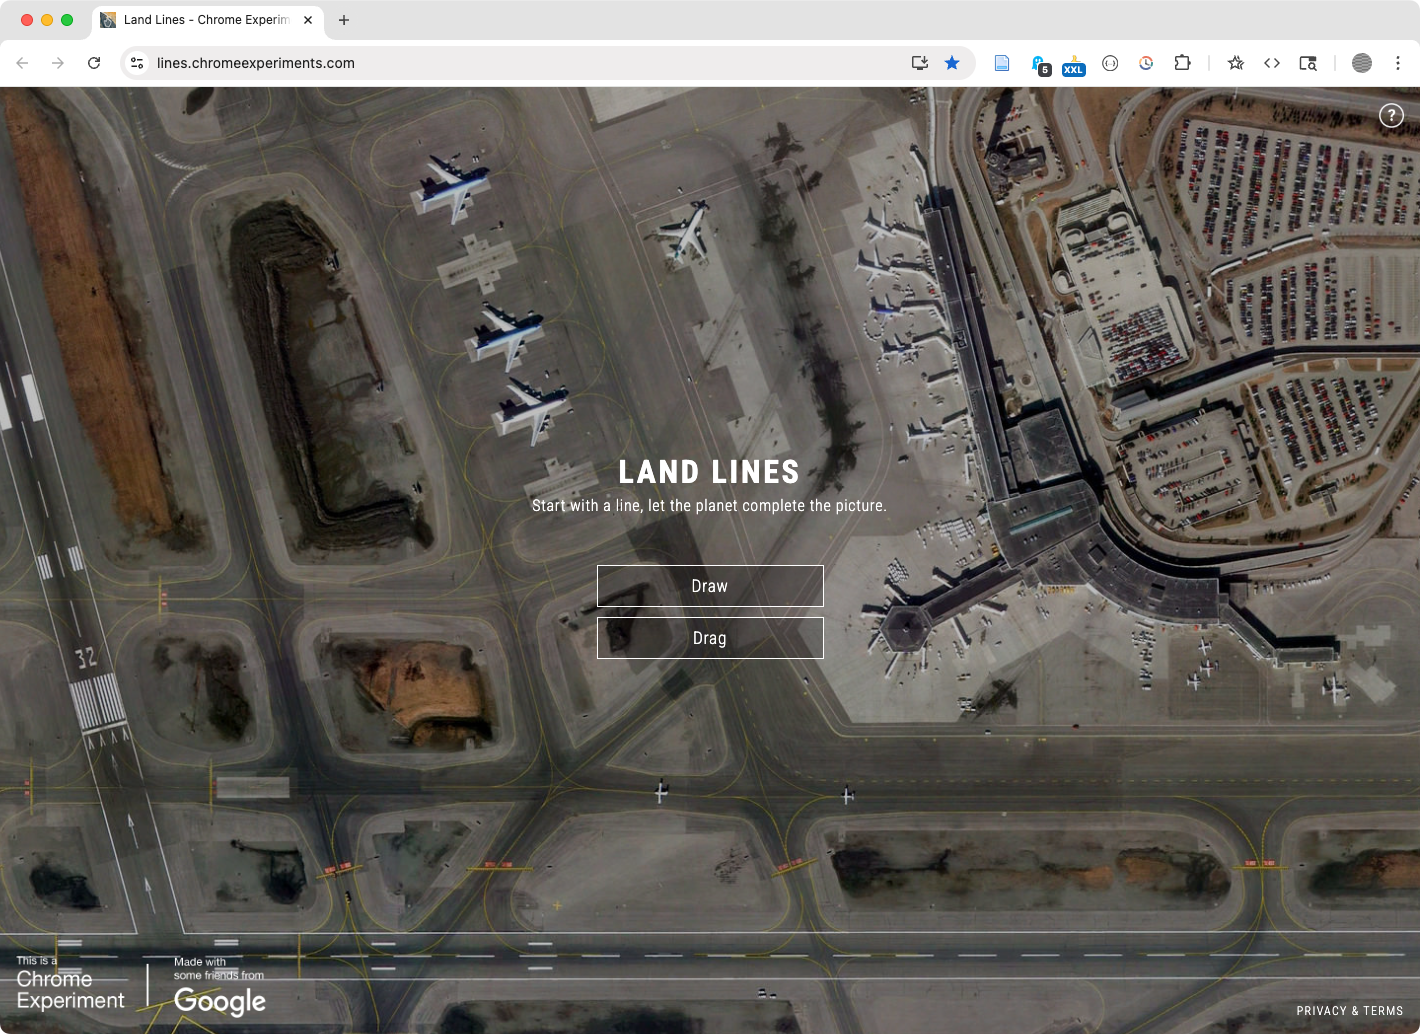 Land Lines - Chrome Experim
lines.chromeexperiments.com
5
XXL
?
LAND LINES
Start with a line, let the planet complete the picture.
Draw
Drag
32
This is a
Chrome
Experiment
Made with
some friends from
Google
PRIVACY & TERMS